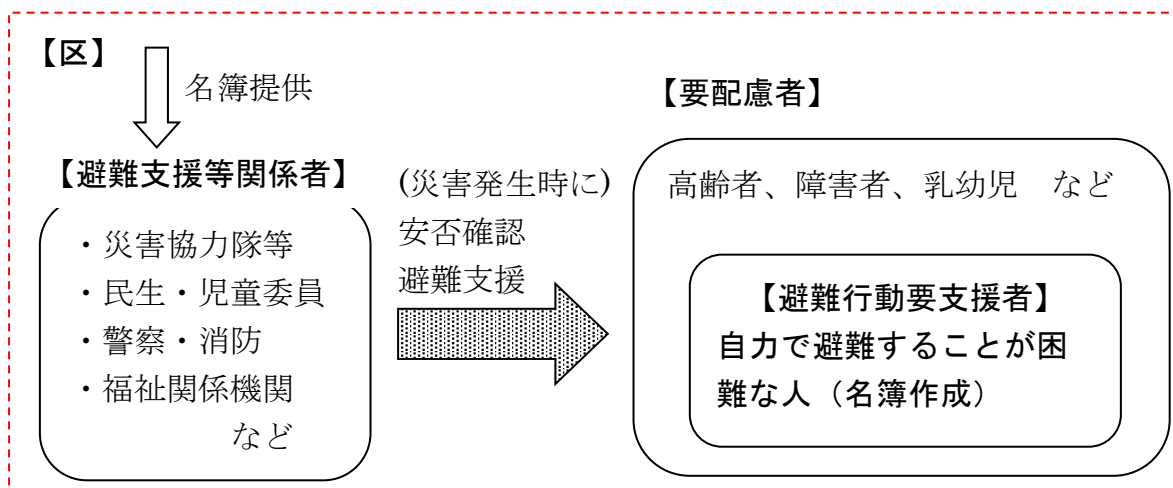 【区】
名簿提供
【避難支援等関係者】
・災害協力隊等
・民生・児童委員
・警察・消防
・福祉関係機関
など
(災害発生時に)
安否確認
避難支援
【要配慮者】
高齢者、障害者、乳幼児　など
【避難行動要支援者】
自力で避難することが困
難な人（名簿作成）